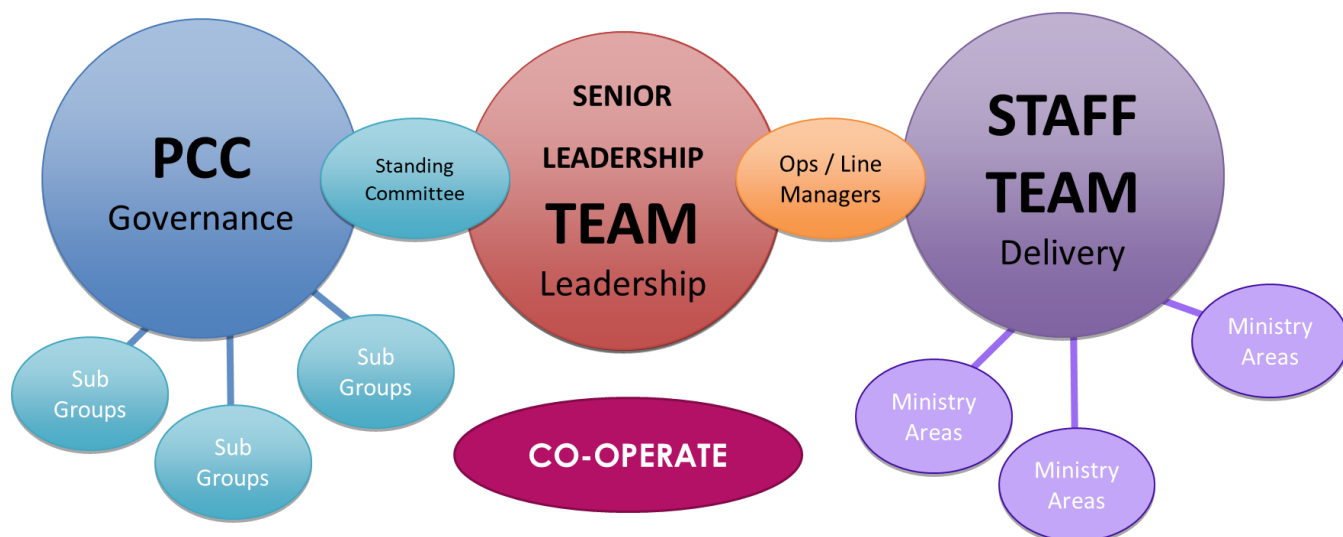 PCC
Governance
Standing
Committee
SENIOR
LEADERSHIP
TEAM
Leadership
Ops / Line
Managers
STAFF
TEAM
Delivery
Sub
Groups
Sub
Groups
Sub
Groups
CO-OPERATE
Ministry
Areas
Ministry
Areas
Ministry
Areas